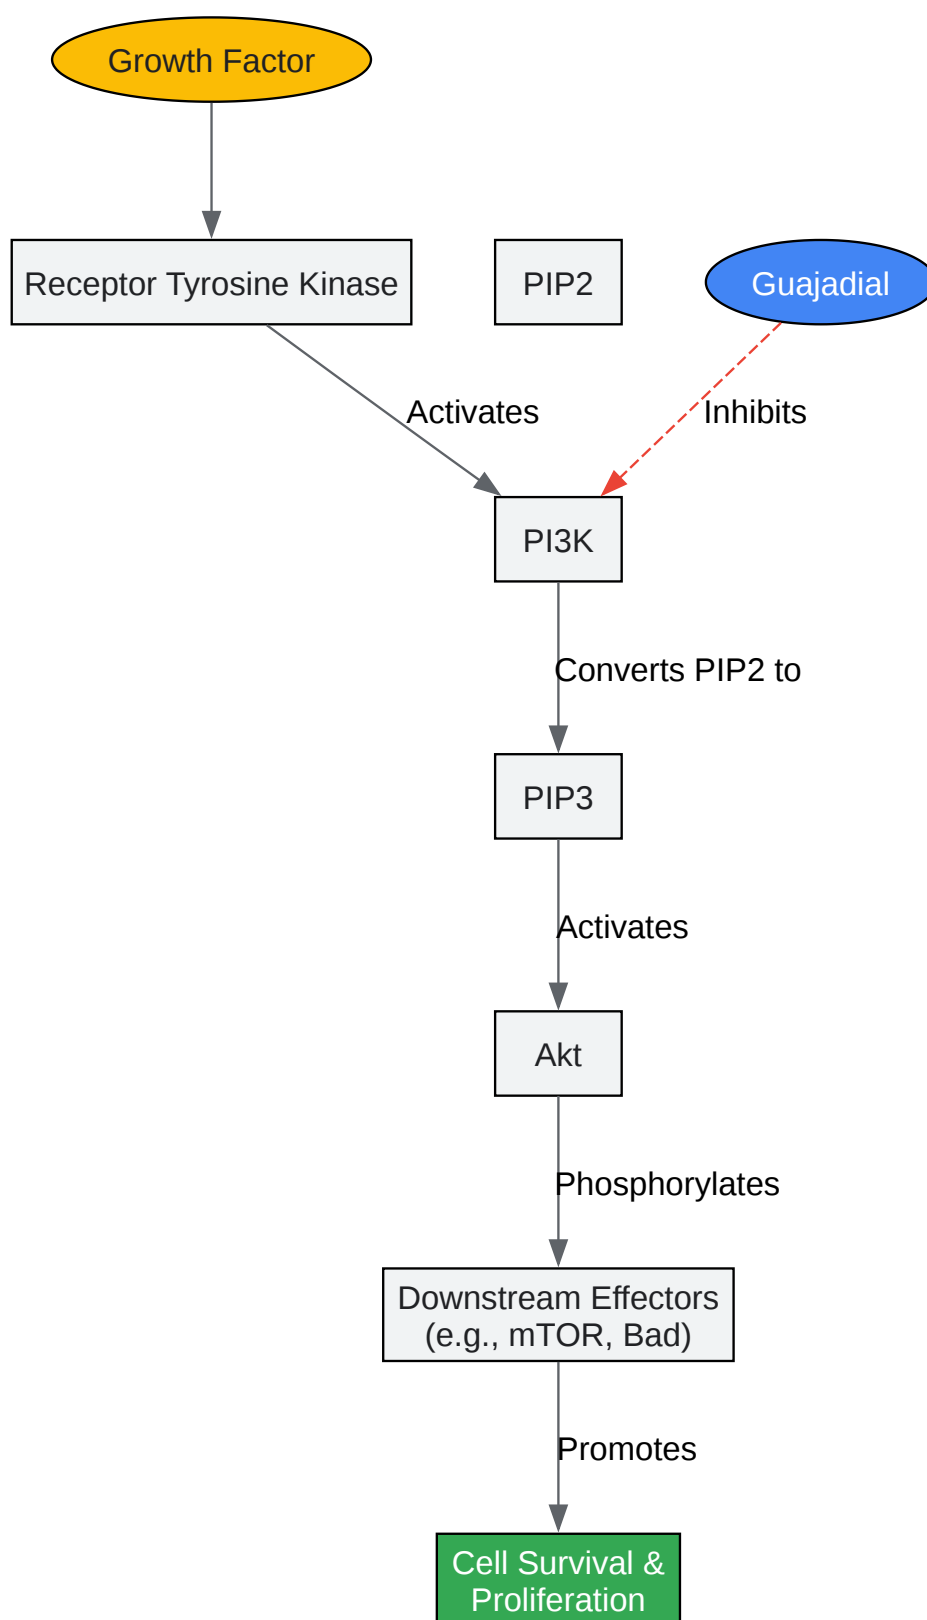 Growth Factor
Receptor Tyrosine Kinase
PIP2
Guajadial
Activates
Inhibits
PI3K
Converts PIP2 to
PIP3
Activates
Akt
Phosphorylates
Downstream Effectors
(e.g., mTOR, Bad)
Promotes
Cell Survival &
Proliferation